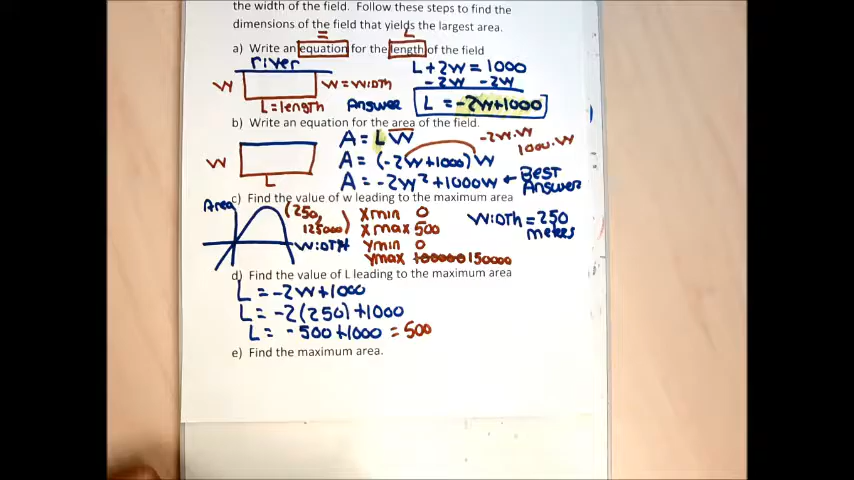 the width of the field. Follow these steps to find the
dimensions of the field that yields the largest area.
= L
a) Write an equation for the length of the field
river
W W = WIDTH
L = length
L + 2W = 1000
-2W -2W
Answer L = -2W+1000
b) Write an equation for the area of the field.
W
L
A = L W
-2W·W
1000·W
A = (-2W+1000)W
A = -2W² + 1000W ← BEST Answer
c) Find the value of w leading to the maximum area
Area
(250, 125000)
WIDTH
Xmin 0
Xmax 500
Ymin 0
Ymax 100000 150000
WIDTH = 250
meters
d) Find the value of L leading to the maximum area
L = -2W+1000
L = -2(250)+1000
L = -500+1000 = 500
e) Find the maximum area.